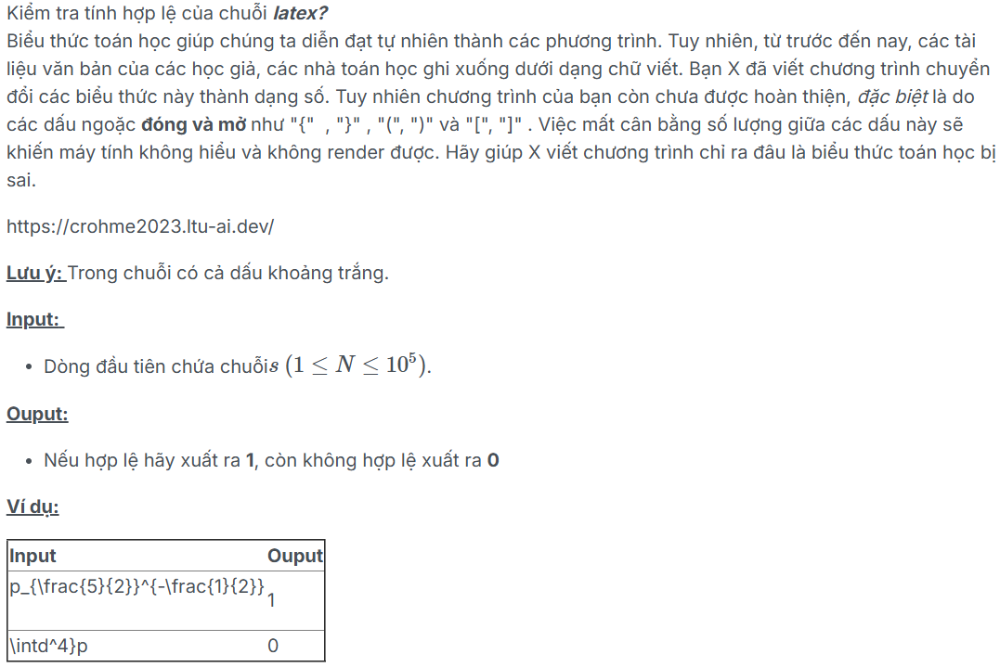 Kiểm tra tính hợp lệ của chuỗi latex?
Biểu thức toán học giúp chúng ta diễn đạt tự nhiên thành các phương trình. Tuy nhiên, từ trước đến nay, các tài
liệu văn bản của các học giả, các nhà toán học ghi xuống dưới dạng chữ viết. Bạn X đã viết chương trình chuyển
đổi các biểu thức này thành dạng số. Tuy nhiên chương trình của bạn còn chưa được hoàn thiện, đặc biệt là do
các dấu ngoặc đóng và mở như "{" , "}" , "(", ")" và "[", "]" . Việc mất cân bằng số lượng giữa các dấu này sẽ
khiến máy tính không hiểu và không render được. Hãy giúp X viết chương trình chỉ ra đâu là biểu thức toán học bị
sai.
https://crohme2023.ltu-ai.dev/
Lưu ý: Trong chuỗi có cả dấu khoảng trắng.
Input:
• Dòng đầu tiên chứa chuỗis (1 ≤ N ≤ 10⁵).
Ouput:
• Nếu hợp lệ hãy xuất ra 1, còn không hợp lệ xuất ra 0
Ví dụ:
Input Ouput
p_{\frac{5}{2}}^{-\frac{1}{2}} 1
\intd^4}p 0